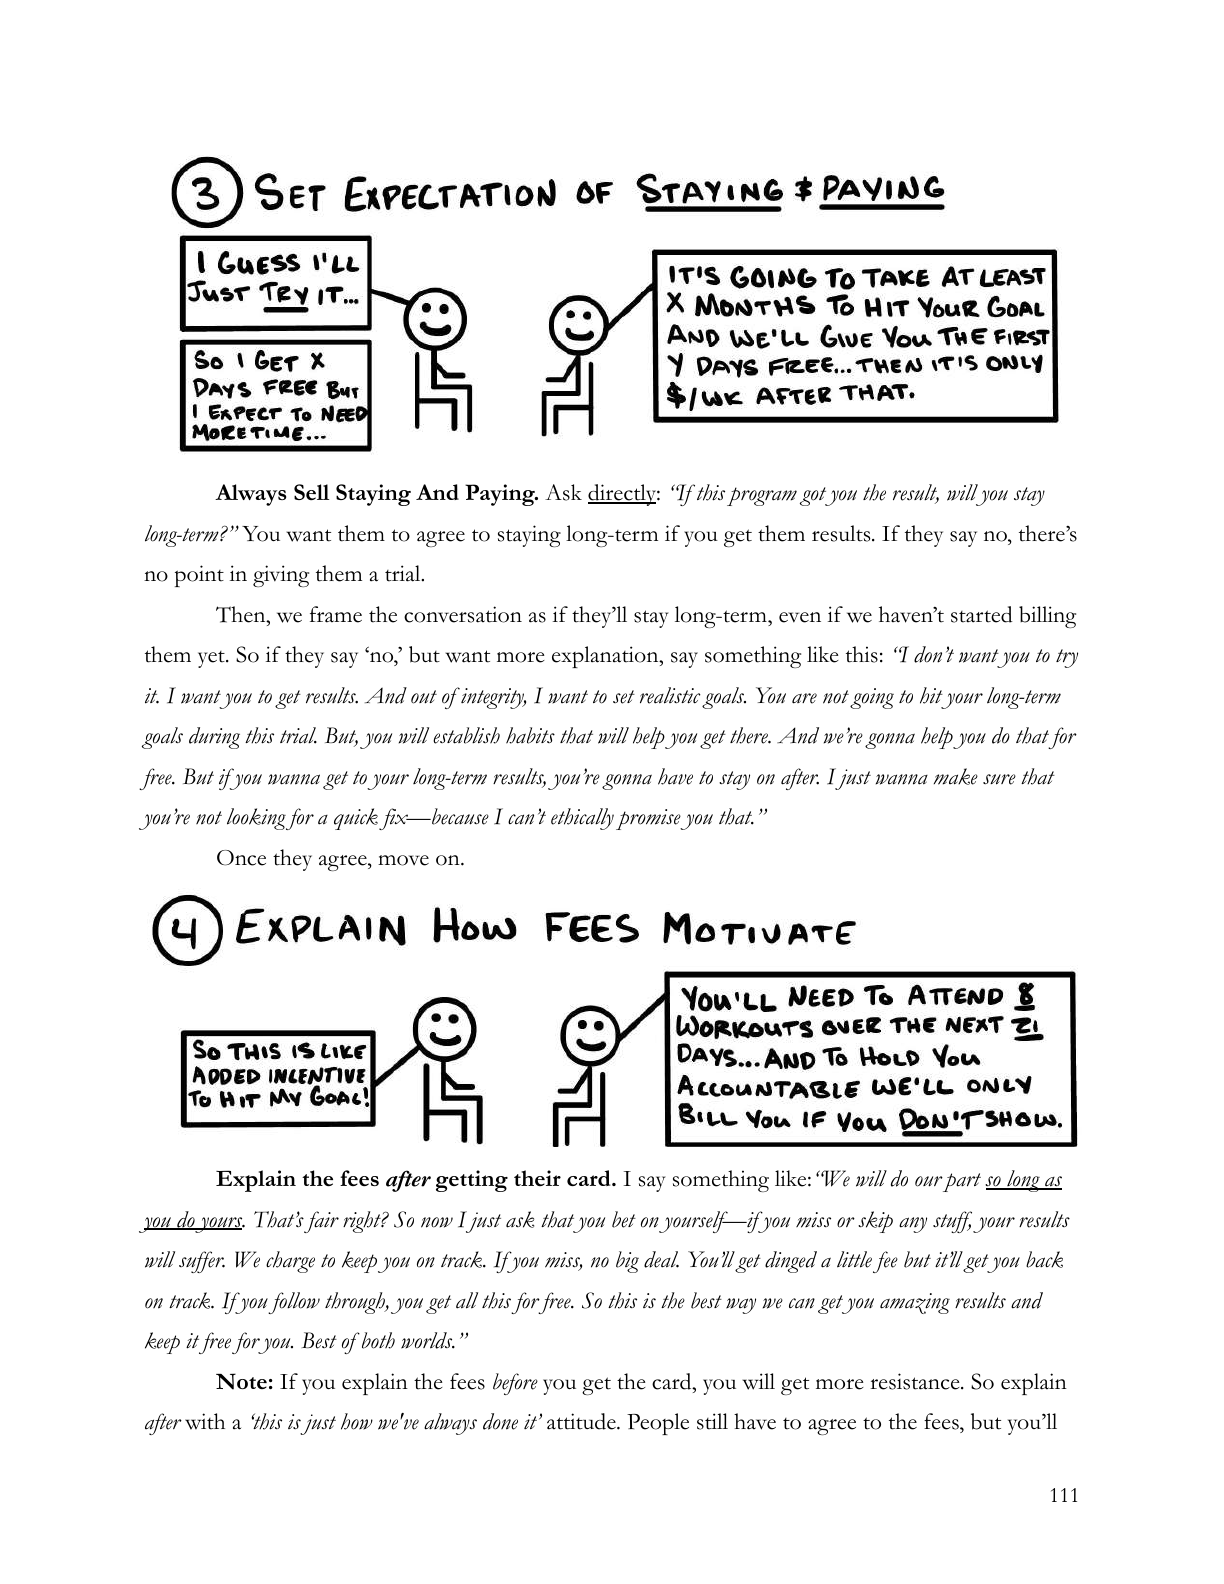 3 SET EXPECTATION OF STAYING $ PAYING
I GUESS I'LL
JUST TRY IT...
SO I GET X
DAYS FREE BUT
I EXPECT TO NEED
MORE TIME...
IT'S GOING TO TAKE AT LEAST
X MONTHS TO HIT YOUR GOAL
AND WE'LL GIVE YOU THE FIRST
Y DAYS FREE...THEN IT'S ONLY
$/WK AFTER THAT.
Always Sell Staying And Paying. Ask directly: “If this program got you the result, will you stay
long-term?” You want them to agree to staying long-term if you get them results. If they say no, there’s
no point in giving them a trial.
Then, we frame the conversation as if they’ll stay long-term, even if we haven’t started billing
them yet. So if they say ‘no,’ but want more explanation, say something like this: “I don’t want you to try
it. I want you to get results. And out of integrity, I want to set realistic goals. You are not going to hit your long-term
goals during this trial. But, you will establish habits that will help you get there. And we’re gonna help you do that for
free. But if you wanna get to your long-term results, you’re gonna have to stay on after. I just wanna make sure that
you’re not looking for a quick fix—because I can’t ethically promise you that.”
Once they agree, move on.
4 EXPLAIN HOW FEES MOTIVATE
SO THIS IS LIKE
ADDED INCENTIVE
TO HIT MY GOAL!
YOU'LL NEED TO ATTEND 8
WORKOUTS OVER THE NEXT 21
DAYS...AND TO HOLD YOU
ACCOUNTABLE WE'LL ONLY
BILL YOU IF YOU DON'T SHOW.
Explain the fees after getting their card. I say something like: “We will do our part so long as
you do yours. That’s fair right? So now I just ask that you bet on yourself—if you miss or skip any stuff, your results
will suffer. We charge to keep you on track. If you miss, no big deal. You’ll get dinged a little fee but it’ll get you back
on track. If you follow through, you get all this for free. So this is the best way we can get you amazing results and
keep it free for you. Best of both worlds.”
Note: If you explain the fees before you get the card, you will get more resistance. So explain
after with a ‘this is just how we've always done it’ attitude. People still have to agree to the fees, but you’ll
111